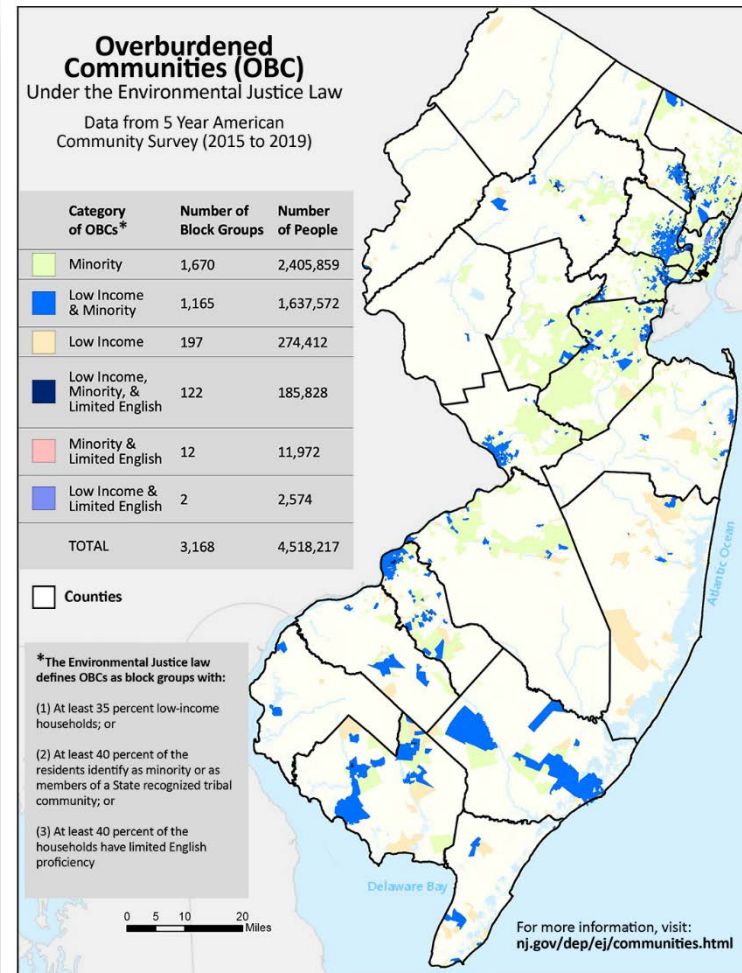 Overburdened
Communities (OBC)
Under the Environmental Justice Law
Data from 5 Year American
Community Survey (2015 to 2019)
Category
of OBCs*
Number of
Block Groups
Number
of People
Minority 1,670 2,405,859
Low Income
& Minority
1,165 1,637,572
Low Income 197 274,412
Low Income,
Minority, &
Limited English
122 185,828
Minority &
Limited English
12 11,972
Low Income &
Limited English
2 2,574
TOTAL 3,168 4,518,217
Counties
*The Environmental Justice law
defines OBCs as block groups with:
(1) At least 35 percent low-income
households; or
(2) At least 40 percent of the
residents identify as minority or as
members of a State recognized tribal
community; or
(3) At least 40 percent of the
households have limited English
proficiency
0 5 10 20
Miles
Delaware Bay
Atlantic Ocean
For more information, visit:
nj.gov/dep/ej/communities.html